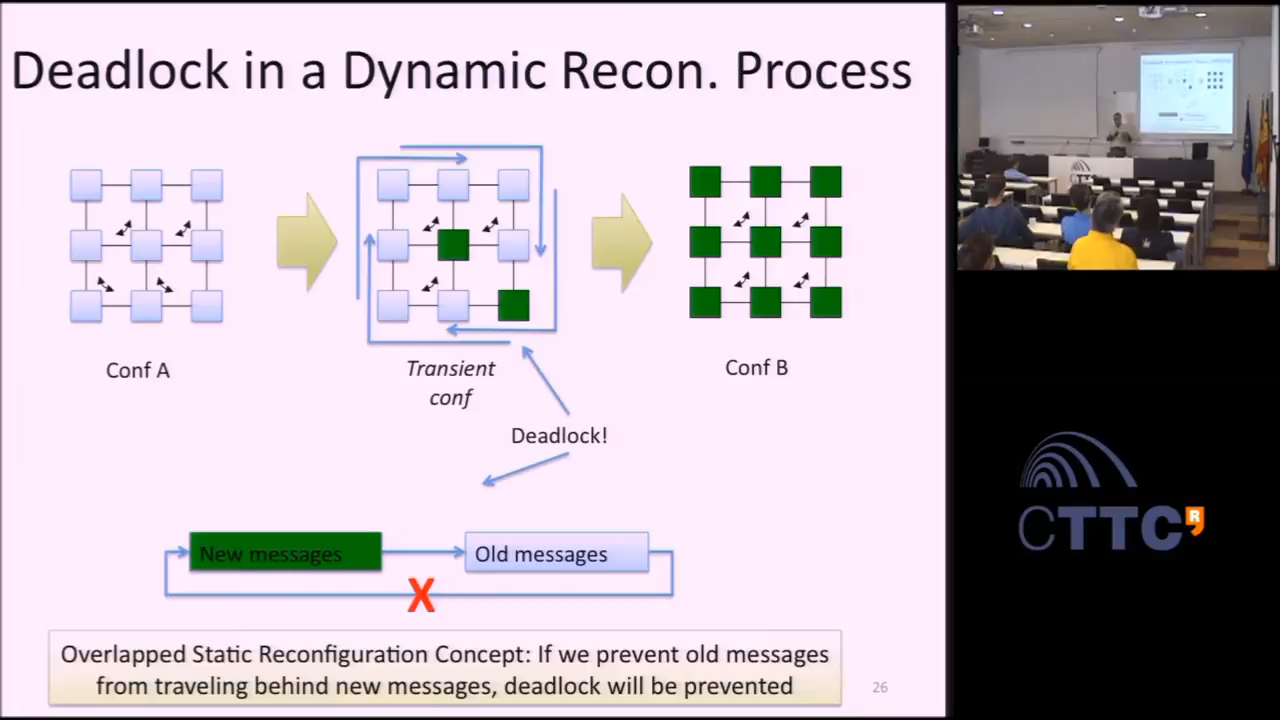 Deadlock in a Dynamic Recon. Process
Conf A
Transient
conf
Conf B
Deadlock!
New messages
Old messages
X
Overlapped Static Reconfiguration Concept: If we prevent old messages
from traveling behind new messages, deadlock will be prevented
26
CTTC
R